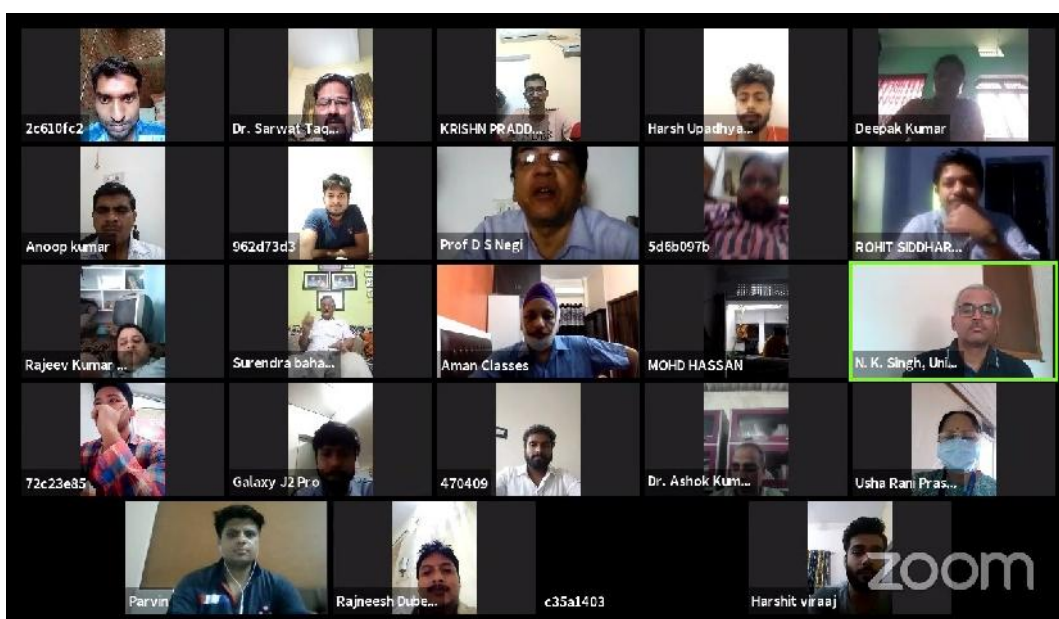 2c610fc2
Dr. Sarwat Taq...
KRISHN PRADD...
Harsh Upadhya...
Deepak Kumar
Anoop kumar
962d73d3
Prof D S Negi
5d6b097b
ROHIT SIDDHAR...
Rajeev Kumar ...
Surendra baha...
Aman Classes
MOHD HASSAN
N. K. Singh, Uni...
72c23e85
Galaxy J2 Pro
470409
Dr. Ashok Kum...
Usha Rani Pras...
Parvin
Rajneesh Dube...
c35a1403
Harshit viraaj
zoom